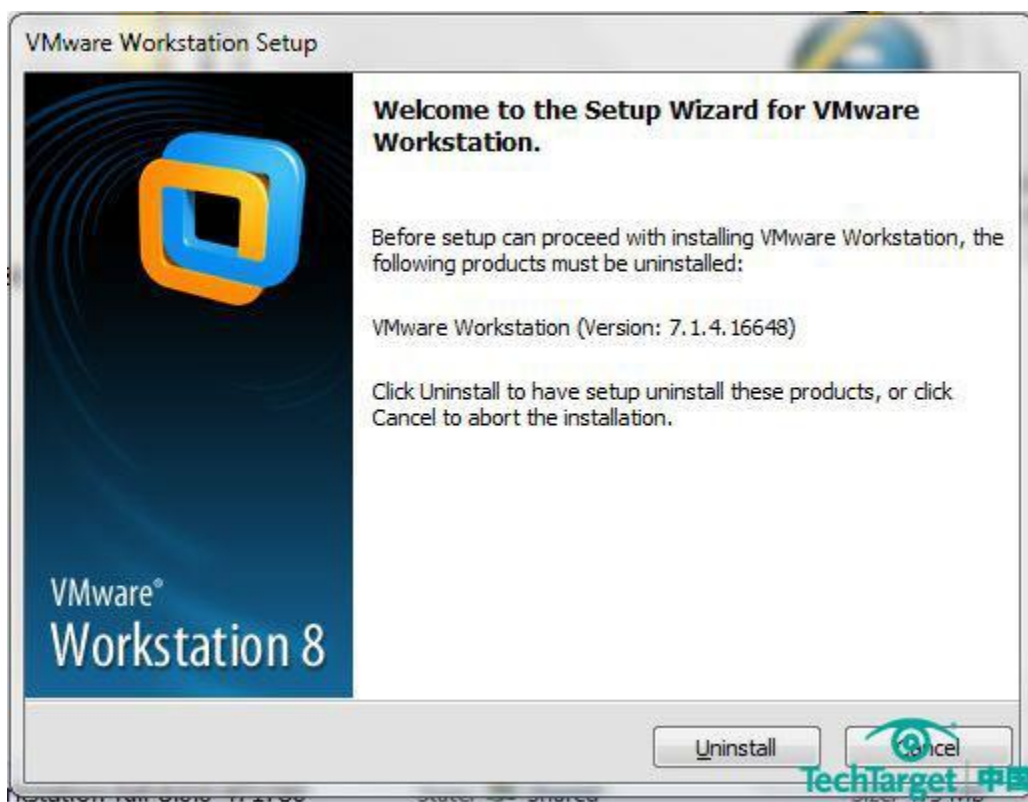 VMware Workstation Setup
Welcome to the Setup Wizard for VMware
Workstation.
Before setup can proceed with installing VMware Workstation, the
following products must be uninstalled:
VMware Workstation (Version: 7.1.4.16648)
Click Uninstall to have setup uninstall these products, or click
Cancel to abort the installation.
VMware®
Workstation 8
Uninstall
Cancel
TechTarget 中国